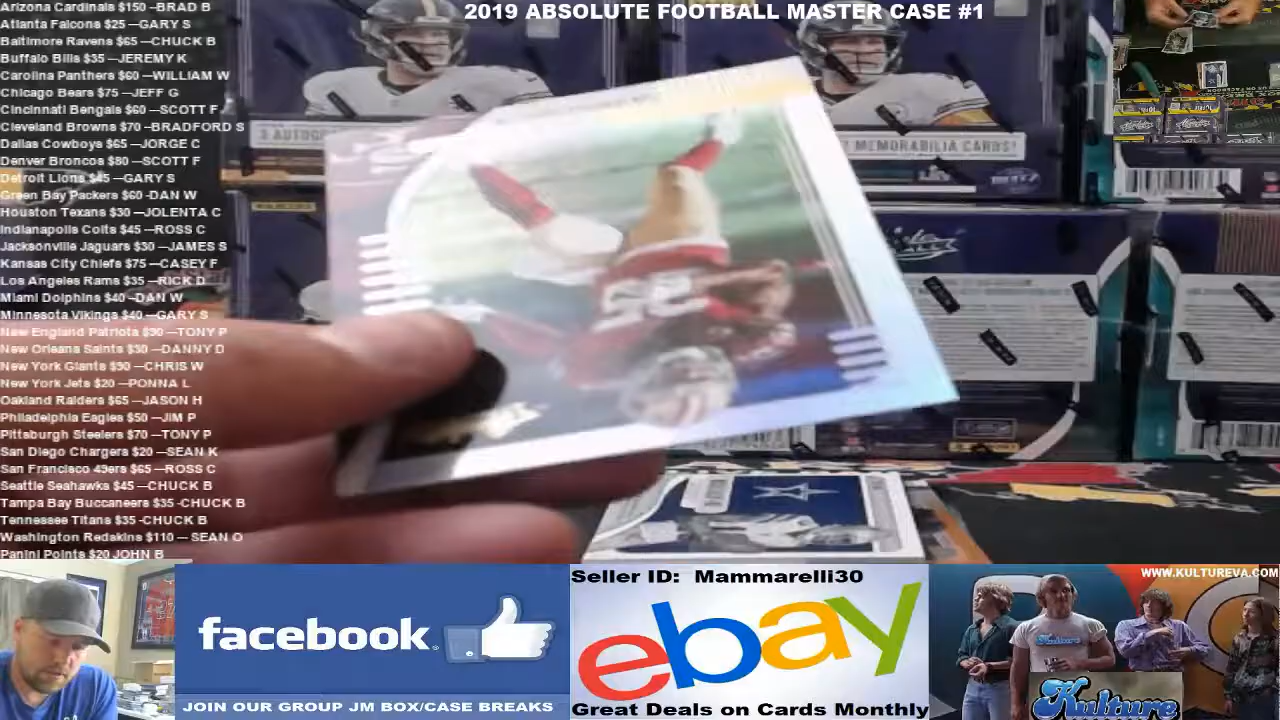 2019 ABSOLUTE FOOTBALL MASTER CASE #1
Arizona Cardinals $150 --BRAD B
Atlanta Falcons $25 --GARY S
Baltimore Ravens $65 --CHUCK B
Buffalo Bills $35 --JEREMY K
Carolina Panthers $60 --WILLIAM W
Chicago Bears $75 --JEFF G
Cincinnati Bengals $60 --SCOTT F
Cleveland Browns $70 --BRADFORD S
Dallas Cowboys $65 --JORGE C
Denver Broncos $80 --SCOTT F
Detroit Lions $45 --GARY S
Green Bay Packers $60 -DAN W
Houston Texans $30 --JOLENTA C
Indianapolis Colts $45 --ROSS C
Jacksonville Jaguars $30 --JAMES S
Kansas City Chiefs $75 --CASEY F
Los Angeles Rams $35 --RICK D
Miami Dolphins $40 --DAN W
Minnesota Vikings $40 --GARY S
New England Patriots $90 --TONY P
New Orleans Saints $30 --DANNY D
New York Giants $90 --CHRIS W
New York Jets $20 --PONNA L
Oakland Raiders $65 --JASON H
Philadelphia Eagles $50 --JIM P
Pittsburgh Steelers $70 --TONY P
San Diego Chargers $20 --SEAN K
San Francisco 49ers $65 --ROSS C
Seattle Seahawks $45 --CHUCK B
Tampa Bay Buccaneers $35 -CHUCK B
Tennessee Titans $35 -CHUCK B
Washington Redskins $110 -- SEAN O
Panini Points $20 JOHN B
3 AUTOG
MEMORABILIA CARDS!
25
facebook
JOIN OUR GROUP JM BOX/CASE BREAKS
Seller ID: Mammarelli30
ebay
Great Deals on Cards Monthly
WWW.KULTUREVA.COM
Kulture
Kulture